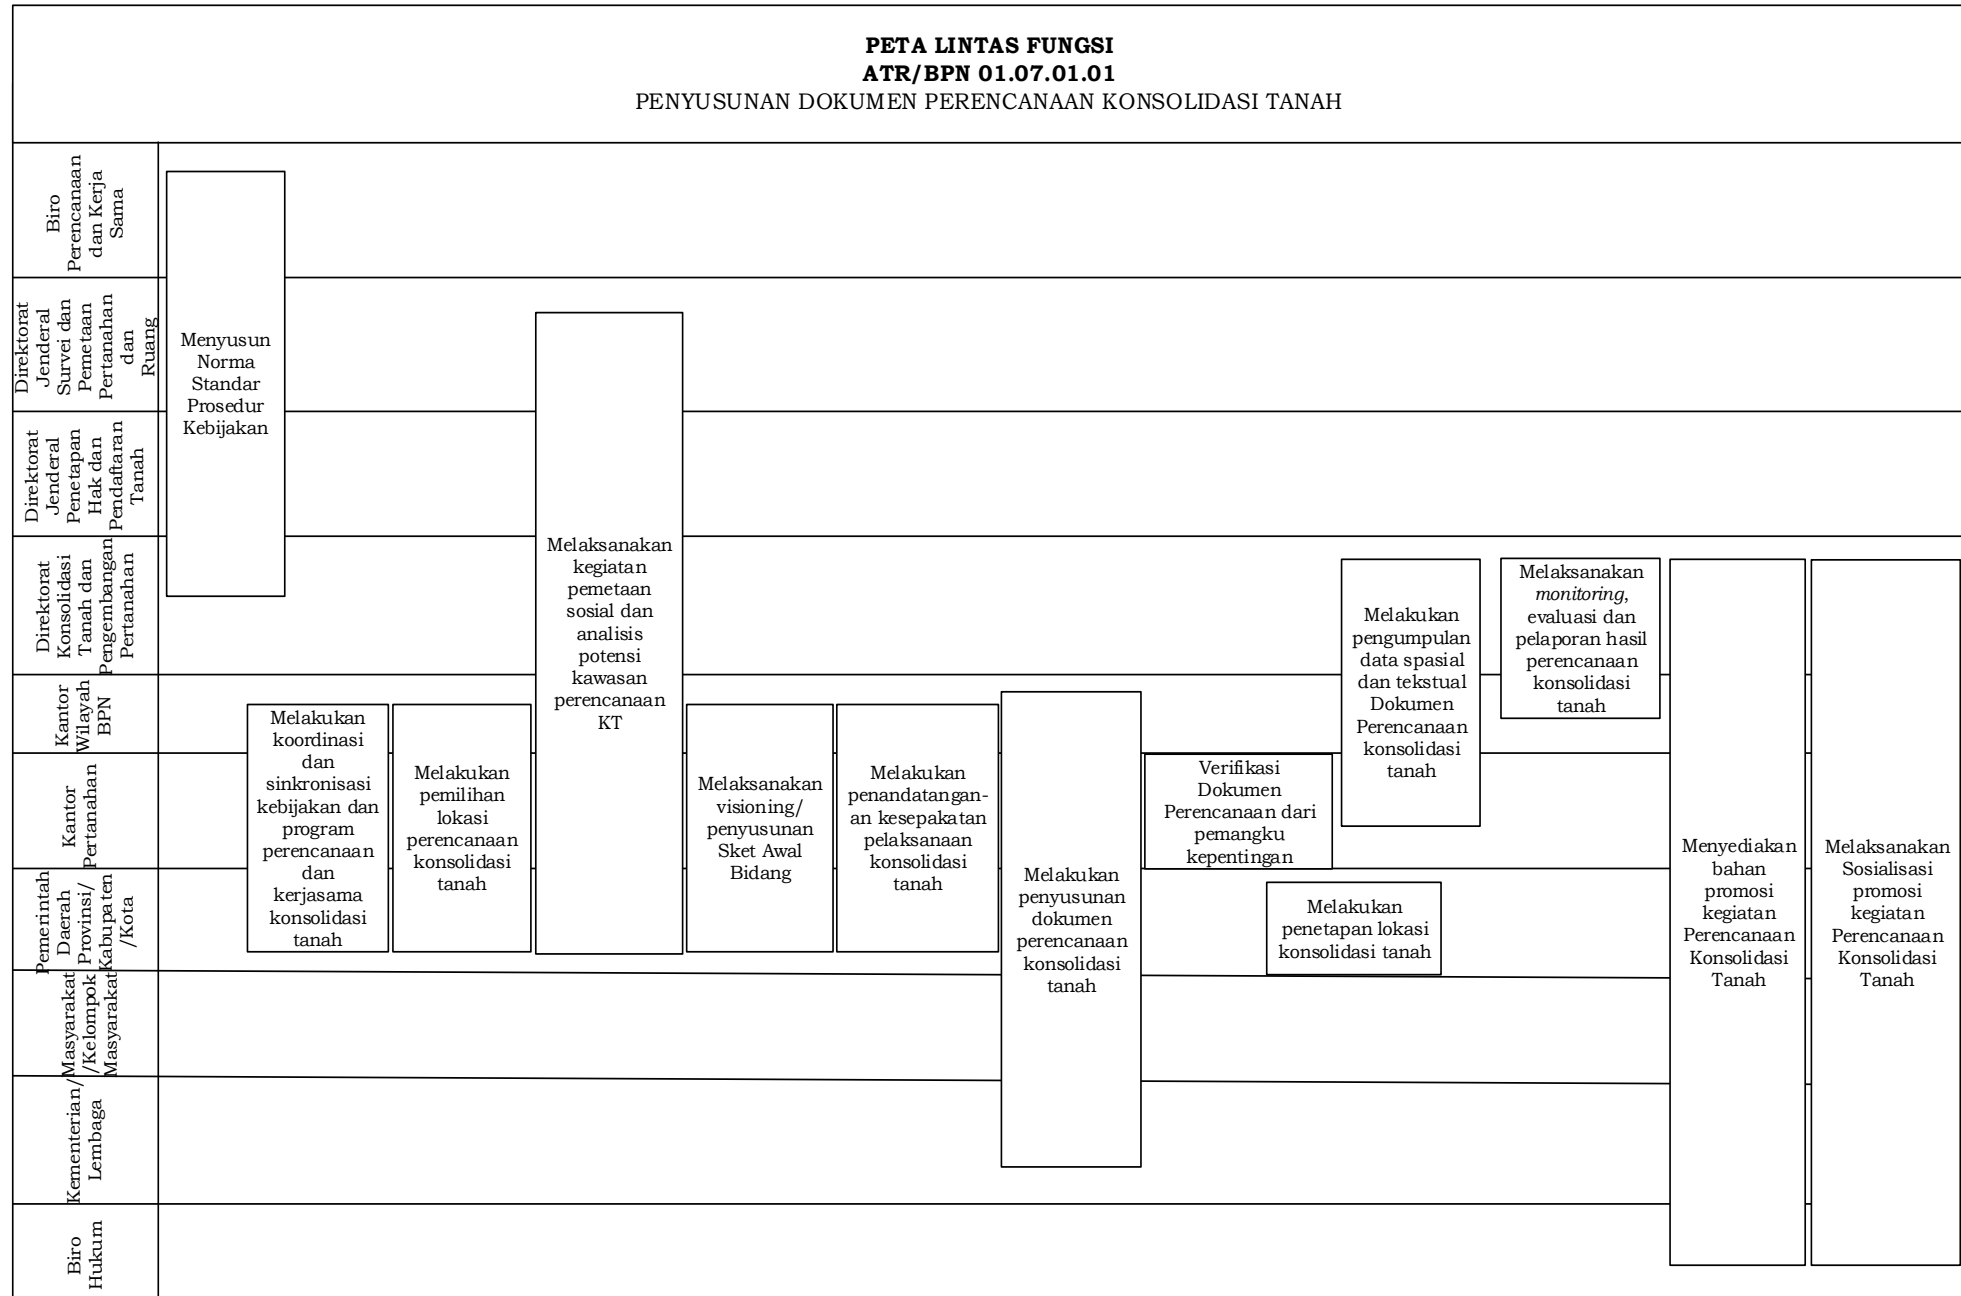 PETA LINTAS FUNGSI
ATR/BPN 01.07.01.01
PENYUSUNAN DOKUMEN PERENCANAAN KONSOLIDASI TANAH
Biro
Perencanaan
dan Kerja
Sama
Direktorat
Jenderal
Survei dan
Pemetaan
Pertanahan
dan
Ruang
Direktorat
Jenderal
Penetapan
Hak dan
Pendaftaran
Tanah
Direktorat
Konsolidasi
Tanah dan
Pengembangan
Pertanahan
Kantor
Wilayah
BPN
Kantor
Pertanahan
Pemerintah
Daerah
Provinsi/
Kabupaten
/Kota
Masyarakat
/Kelompok
Masyarakat
Kementerian/
Lembaga
Biro
Hukum
Menyusun
Norma
Standar
Prosedur
Kebijakan
Melakukan
koordinasi
dan
sinkronisasi
kebijakan dan
program
perencanaan
dan
kerjasama
konsolidasi
tanah
Melakukan
pemilihan
lokasi
perencanaan
konsolidasi
tanah
Melaksanakan
kegiatan
pemetaan
sosial dan
analisis
potensi
kawasan
perencanaan
KT
Melaksanakan
visioning/
penyusunan
Sket Awal
Bidang
Melakukan
penandatangan-
an kesepakatan
pelaksanaan
konsolidasi
tanah
Melakukan
penyusunan
dokumen
perencanaan
konsolidasi
tanah
Verifikasi
Dokumen
Perencanaan dari
pemangku
kepentingan
Melakukan
penetapan lokasi
konsolidasi tanah
Melakukan
pengumpulan
data spasial
dan tekstual
Dokumen
Perencanaan
konsolidasi
tanah
Melaksanakan
monitoring,
evaluasi dan
pelaporan hasil
perencanaan
konsolidasi
tanah
Menyediakan
bahan
promosi
kegiatan
Perencanaan
Konsolidasi
Tanah
Melaksanakan
Sosialisasi
promosi
kegiatan
Perencanaan
Konsolidasi
Tanah